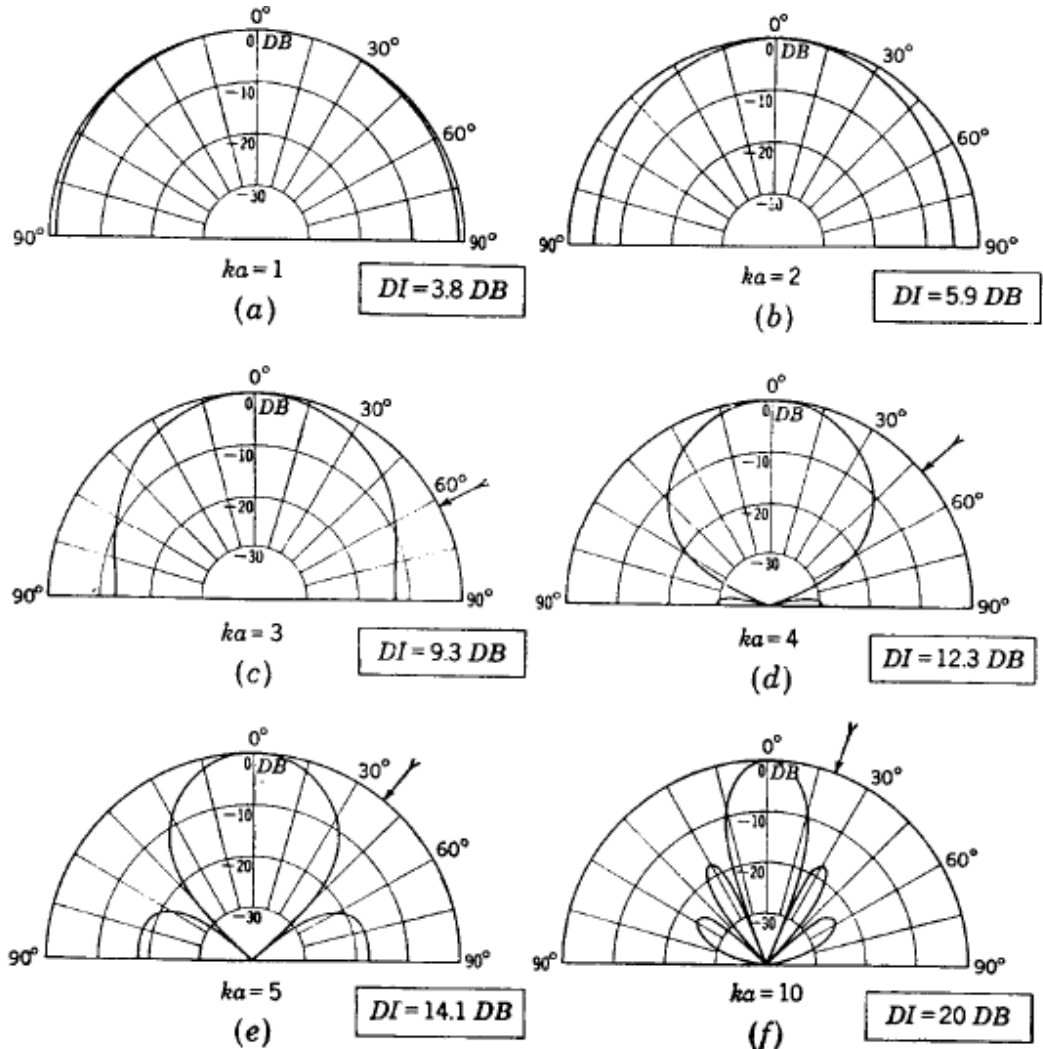 0°
0 DB
30°
-10
60°
-20
-30
90°
90°
ka=1
DI=3.8 DB
(a)
0°
0 DB
30°
-10
60°
-20
90°
90°
ka=2
DI=5.9 DB
(b)
0°
0 DB
30°
-10
60°
-20
-30
90°
90°
ka=3
DI=9.3 DB
(c)
0°
0 DB
30°
-10
60°
-20
-30
90°
90°
ka=4
DI=12.3 DB
(d)
0°
0 DB
30°
-10
60°
-20
-30
90°
90°
ka=5
DI=14.1 DB
(e)
0°
0 DB
30°
-10
60°
-20
-30
90°
90°
ka=10
DI=20 DB
(f)